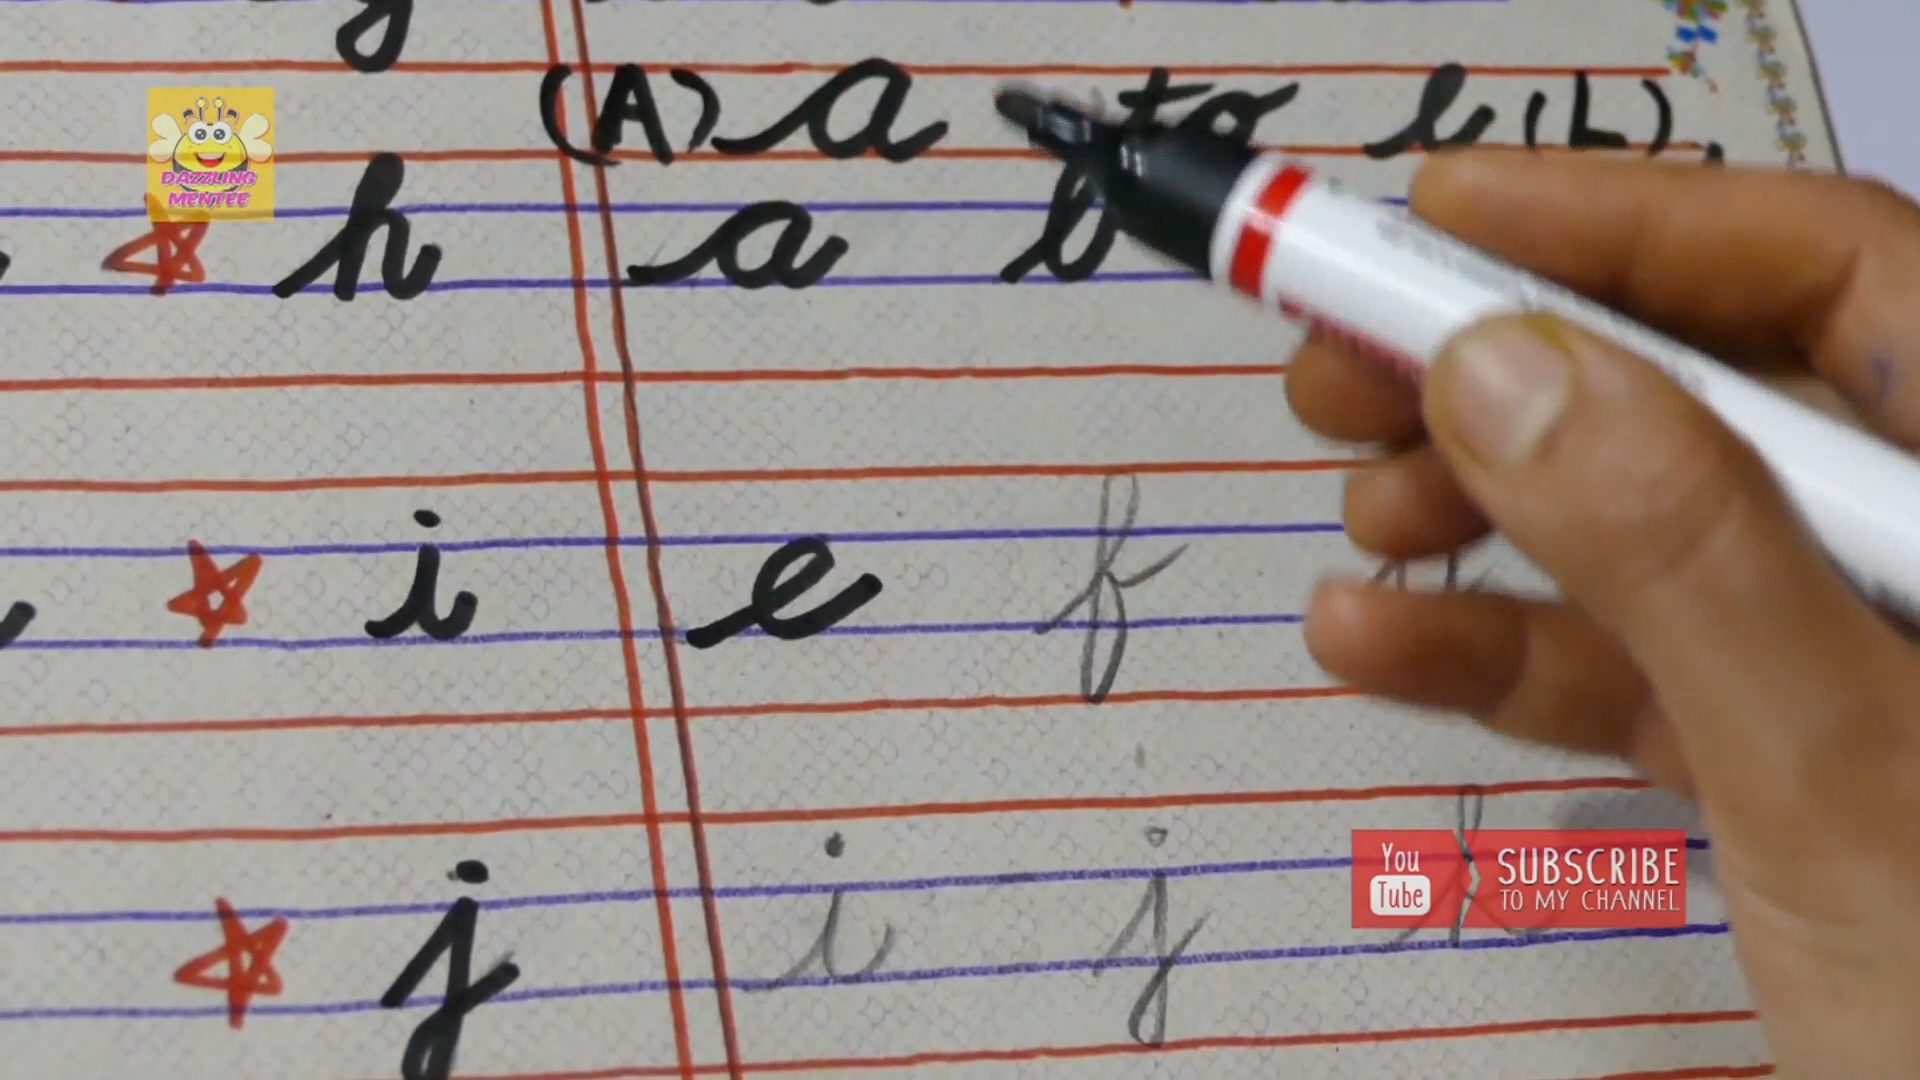 (A) a to l (L)
DAZZLING
MENTEE
h a b
i e f
j i j k
You
Tube
SUBSCRIBE
TO MY CHANNEL